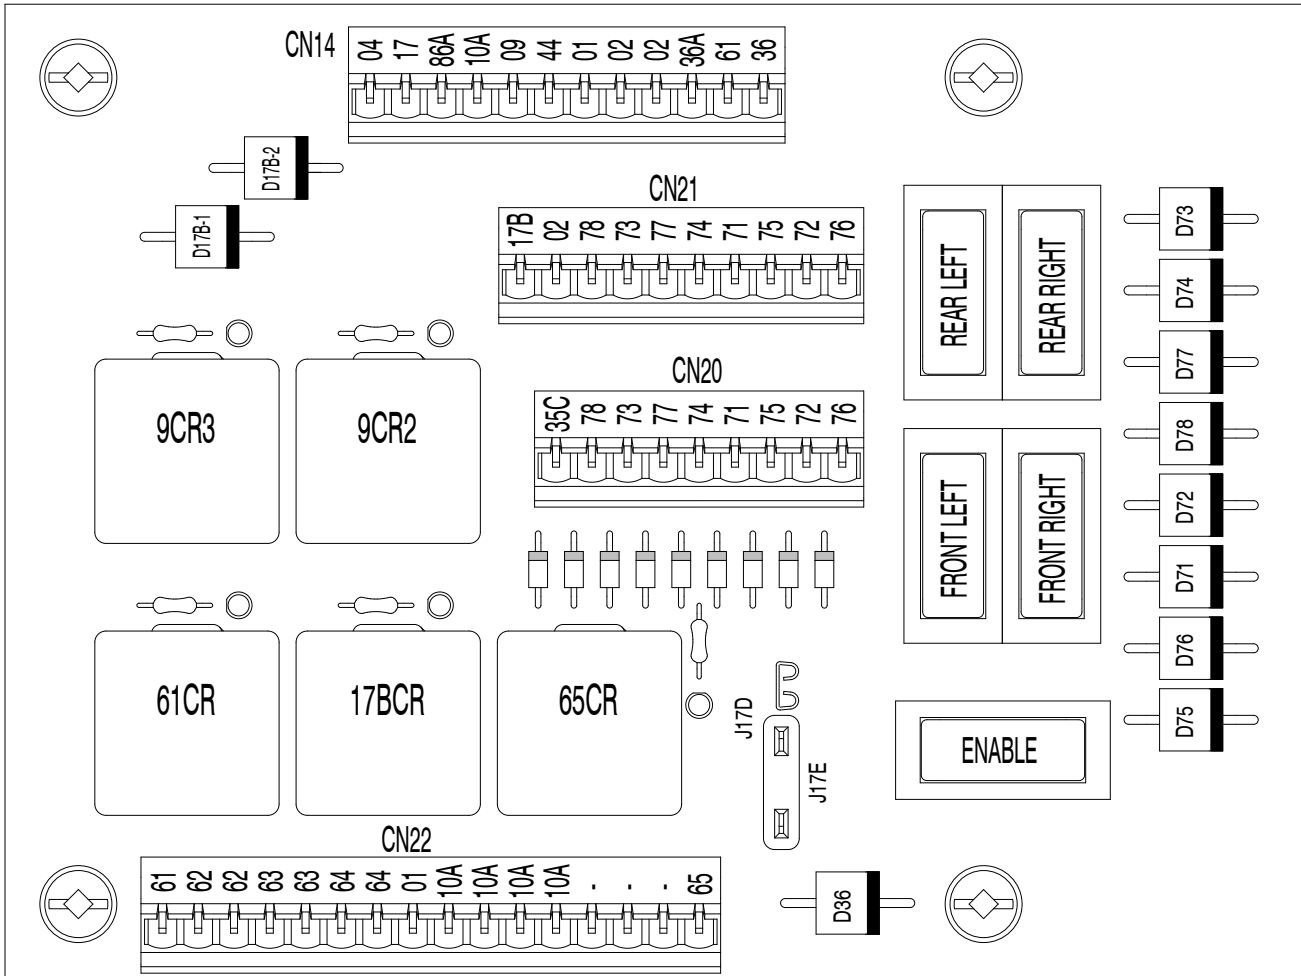 CN14
04 17 86A 10A 09 44 01 02 02 36A 61 36
D17B-2
D17B-1
CN21
17B 02 78 73 77 74 71 75 72 76
REAR LEFT
REAR RIGHT
D73
D74
D77
D78
D72
D71
D76
D75
CN20
35C 78 73 77 74 71 75 72 76
9CR3
9CR2
FRONT LEFT
FRONT RIGHT
61CR
17BCR
65CR
J17D
J17E
ENABLE
CN22
61 62 62 63 63 64 64 01 10A 10A 10A 10A - - - 65
D36